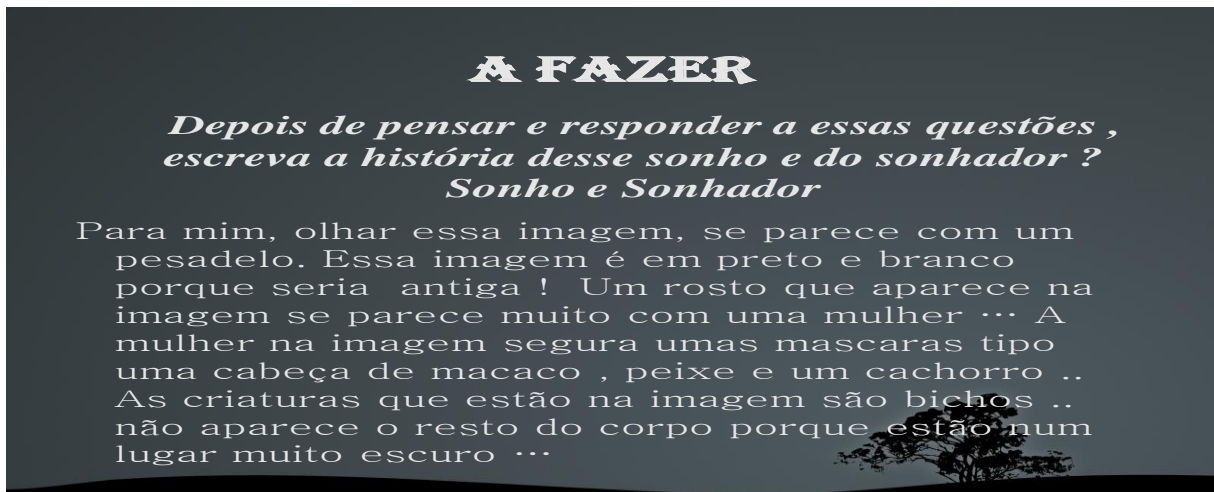 A FAZER
Depois de pensar e responder a essas questões ,
escreva a história desse sonho e do sonhador ?
Sonho e Sonhador
Para mim, olhar essa imagem, se parece com um
pesadelo. Essa imagem é em preto e branco
porque seria antiga ! Um rosto que aparece na
imagem se parece muito com uma mulher ... A
mulher na imagem segura umas mascaras tipo
uma cabeça de macaco , peixe e um cachorro ..
As criaturas que estão na imagem são bichos ..
não aparece o resto do corpo porque estão num
lugar muito escuro ...